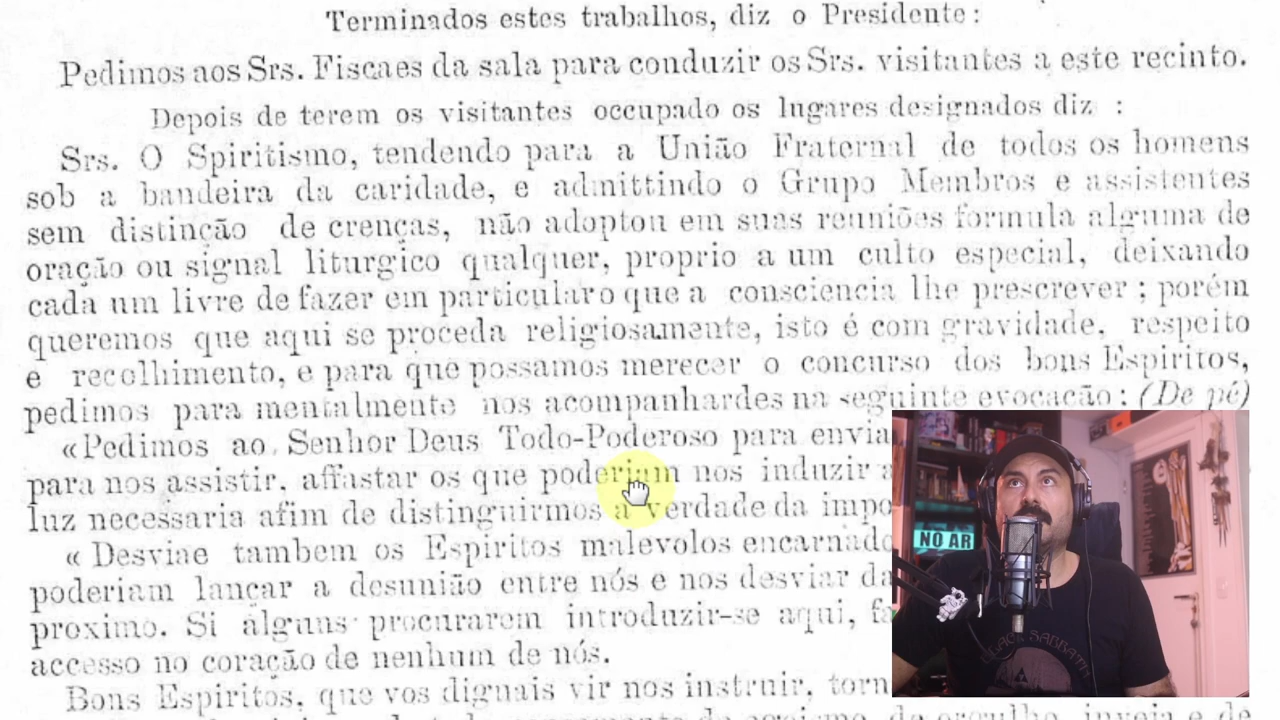 Terminados estes trabalhos, diz o Presidente:
Pedimos aos Srs. Fiscaes da sala para conduzir os Srs. visitantes a este recinto.
Depois de terem os visitantes occupado os lugares designados diz :
Srs. O Spiritismo, tendendo para a União Fraternal de todos os homens
sob a bandeira da caridade, e admittindo o Grupo Membros e assistentes
sem distincção de crenças, não adoptou em suas reuniões formula alguma de
oração ou signal liturgico qualquer, proprio a um culto especial, deixando
cada um livre de fazer em particular o que a consciencia lhe prescrever ; porém
queremos que aqui se proceda religiosamente, isto é com gravidade, respeito
e recolhimento, e para que possamos merecer o concurso dos bons Espiritos,
pedimos para mentalmente nos acompanhardes na seguinte evocação : (De pé)
«Pedimos ao Senhor Deus Todo-Poderoso para envia
para nos assistir, affastar os que poderiam nos induzir a
luz necessaria afim de distinguirmos a verdade da impo
« Desviae tambem os Espiritos malevolos encarnado
poderiam lançar a desunião entre nós e nos desviar da
proximo. Si alguns procurarem introduzir-se aqui, fa
accesso no coração de nenhum de nós.
Bons Espiritos, que vos dignais vir nos instruir, torn
NO AR
BLACK SABBATH